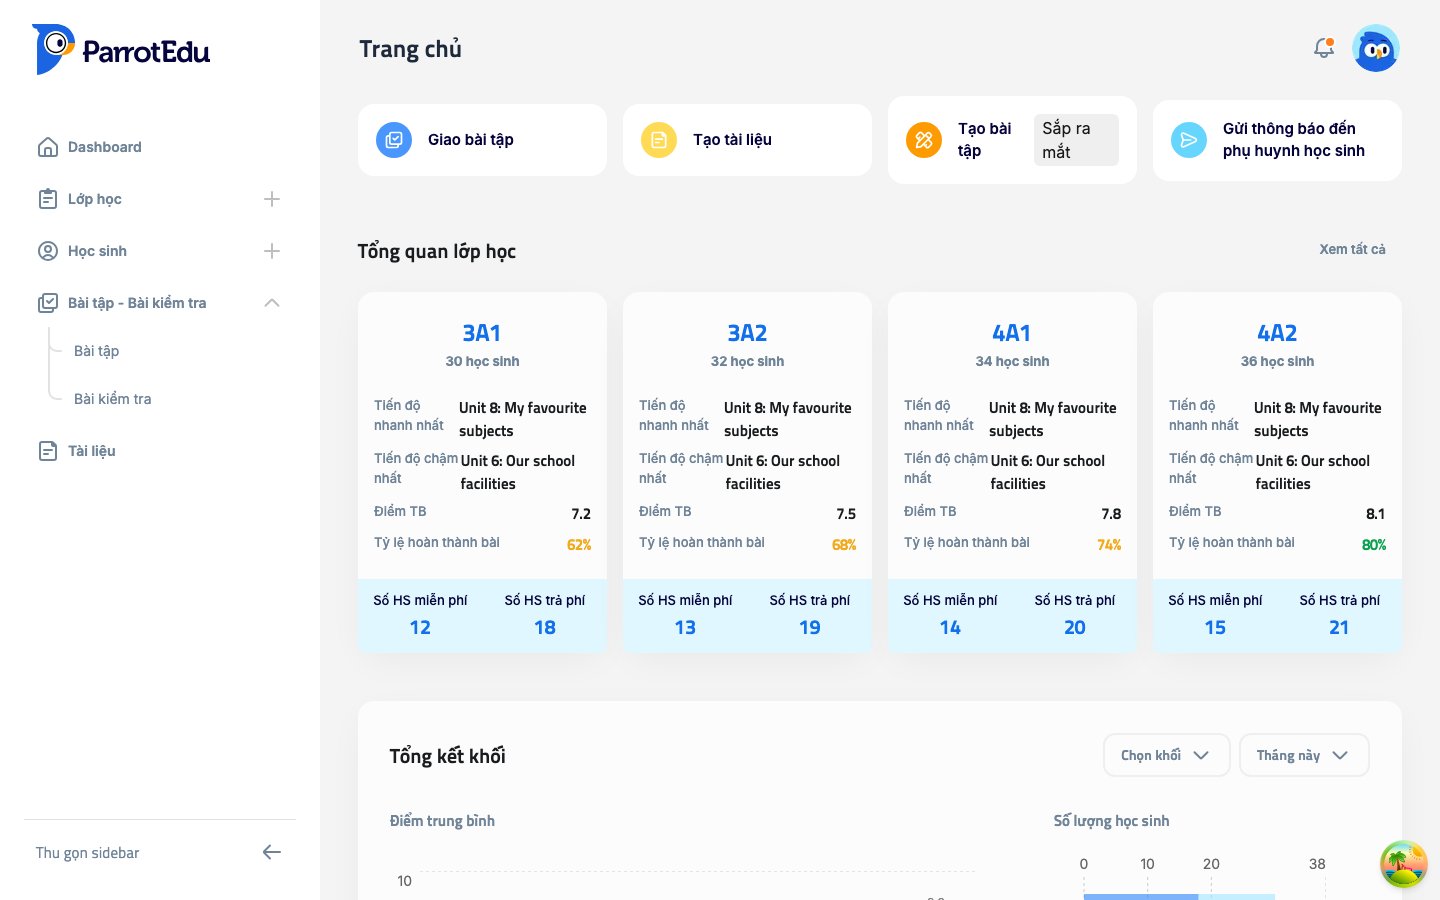 ParrotEdu
Dashboard
Lớp học
Học sinh
Bài tập - Bài kiểm tra
Bài tập
Bài kiểm tra
Tài liệu
Thu gọn sidebar
Trang chủ
Giao bài tập
Tạo tài liệu
Tạo bài
tập
Sắp ra
mắt
Gửi thông báo đến
phụ huynh học sinh
Tổng quan lớp học
Xem tất cả
3A1
30 học sinh
Tiến độ
nhanh nhất
Unit 8: My favourite
subjects
Tiến độ chậm
nhất
Unit 6: Our school
facilities
Điểm TB
7.2
Tỷ lệ hoàn thành bài
62%
Số HS miễn phí
12
Số HS trả phí
18
3A2
32 học sinh
Tiến độ
nhanh nhất
Unit 8: My favourite
subjects
Tiến độ chậm
nhất
Unit 6: Our school
facilities
Điểm TB
7.5
Tỷ lệ hoàn thành bài
68%
Số HS miễn phí
13
Số HS trả phí
19
4A1
34 học sinh
Tiến độ
nhanh nhất
Unit 8: My favourite
subjects
Tiến độ chậm
nhất
Unit 6: Our school
facilities
Điểm TB
7.8
Tỷ lệ hoàn thành bài
74%
Số HS miễn phí
14
Số HS trả phí
20
4A2
36 học sinh
Tiến độ
nhanh nhất
Unit 8: My favourite
subjects
Tiến độ chậm
nhất
Unit 6: Our school
facilities
Điểm TB
8.1
Tỷ lệ hoàn thành bài
80%
Số HS miễn phí
15
Số HS trả phí
21
Tổng kết khối
Chọn khối
Tháng này
Điểm trung bình
10
Số lượng học sinh
0 10 20 38